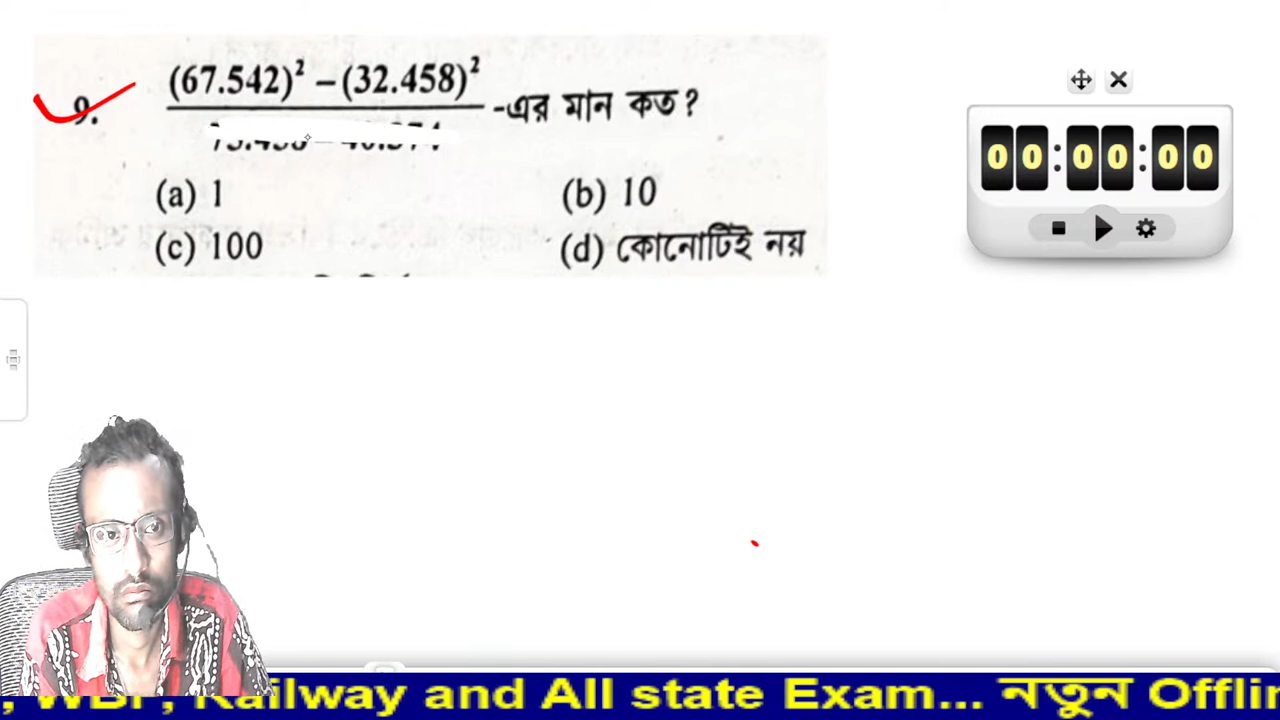 9. (67.542)² – (32.458)² -এর মান কত?
(a) 1 (b) 10
(c) 100 (d) কোনোটিই নয়
00:00:00
Railway and All state Exam... নতুন